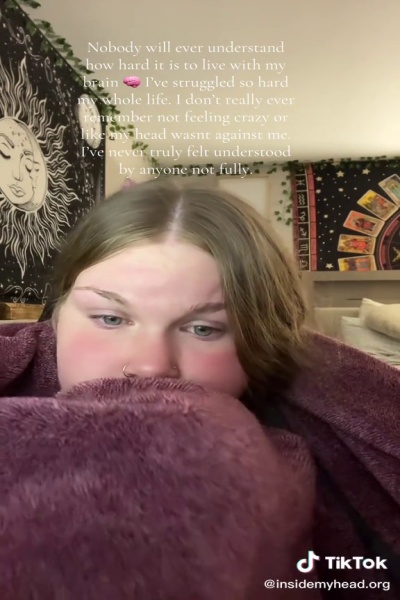 Nobody will ever understand
how hard it is to live with my
brain 🧠 I've struggled so hard
my whole life. I don't really ever
remember not feeling crazy or
like my head wasnt against me.
I've never truly felt understood
by anyone not fully.
TikTok
@insidemyhead.org